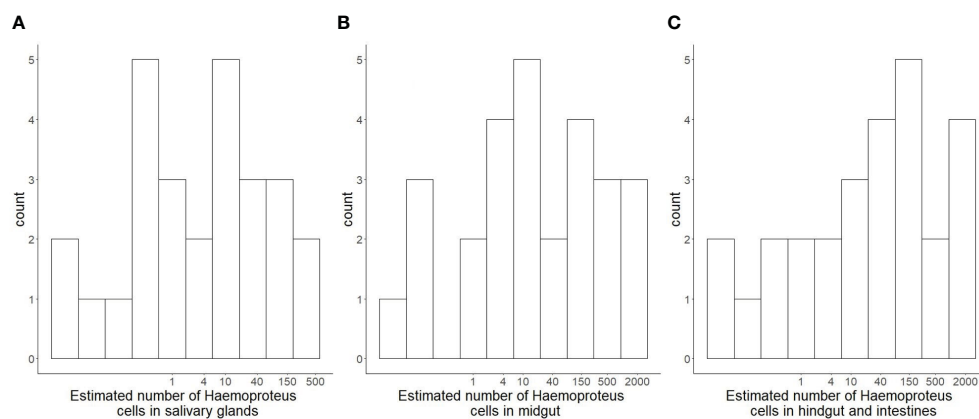 A
B
C
5
4
3
2
1
0
count
1 4 10 40 150 500
Estimated number of Haemoproteus
cells in salivary glands
5
4
3
2
1
0
count
1 4 10 40 150 500 2000
Estimated number of Haemoproteus
cells in midgut
5
4
3
2
1
0
count
1 4 10 40 150 500 2000
Estimated number of Haemoproteus
cells in hindgut and intestines